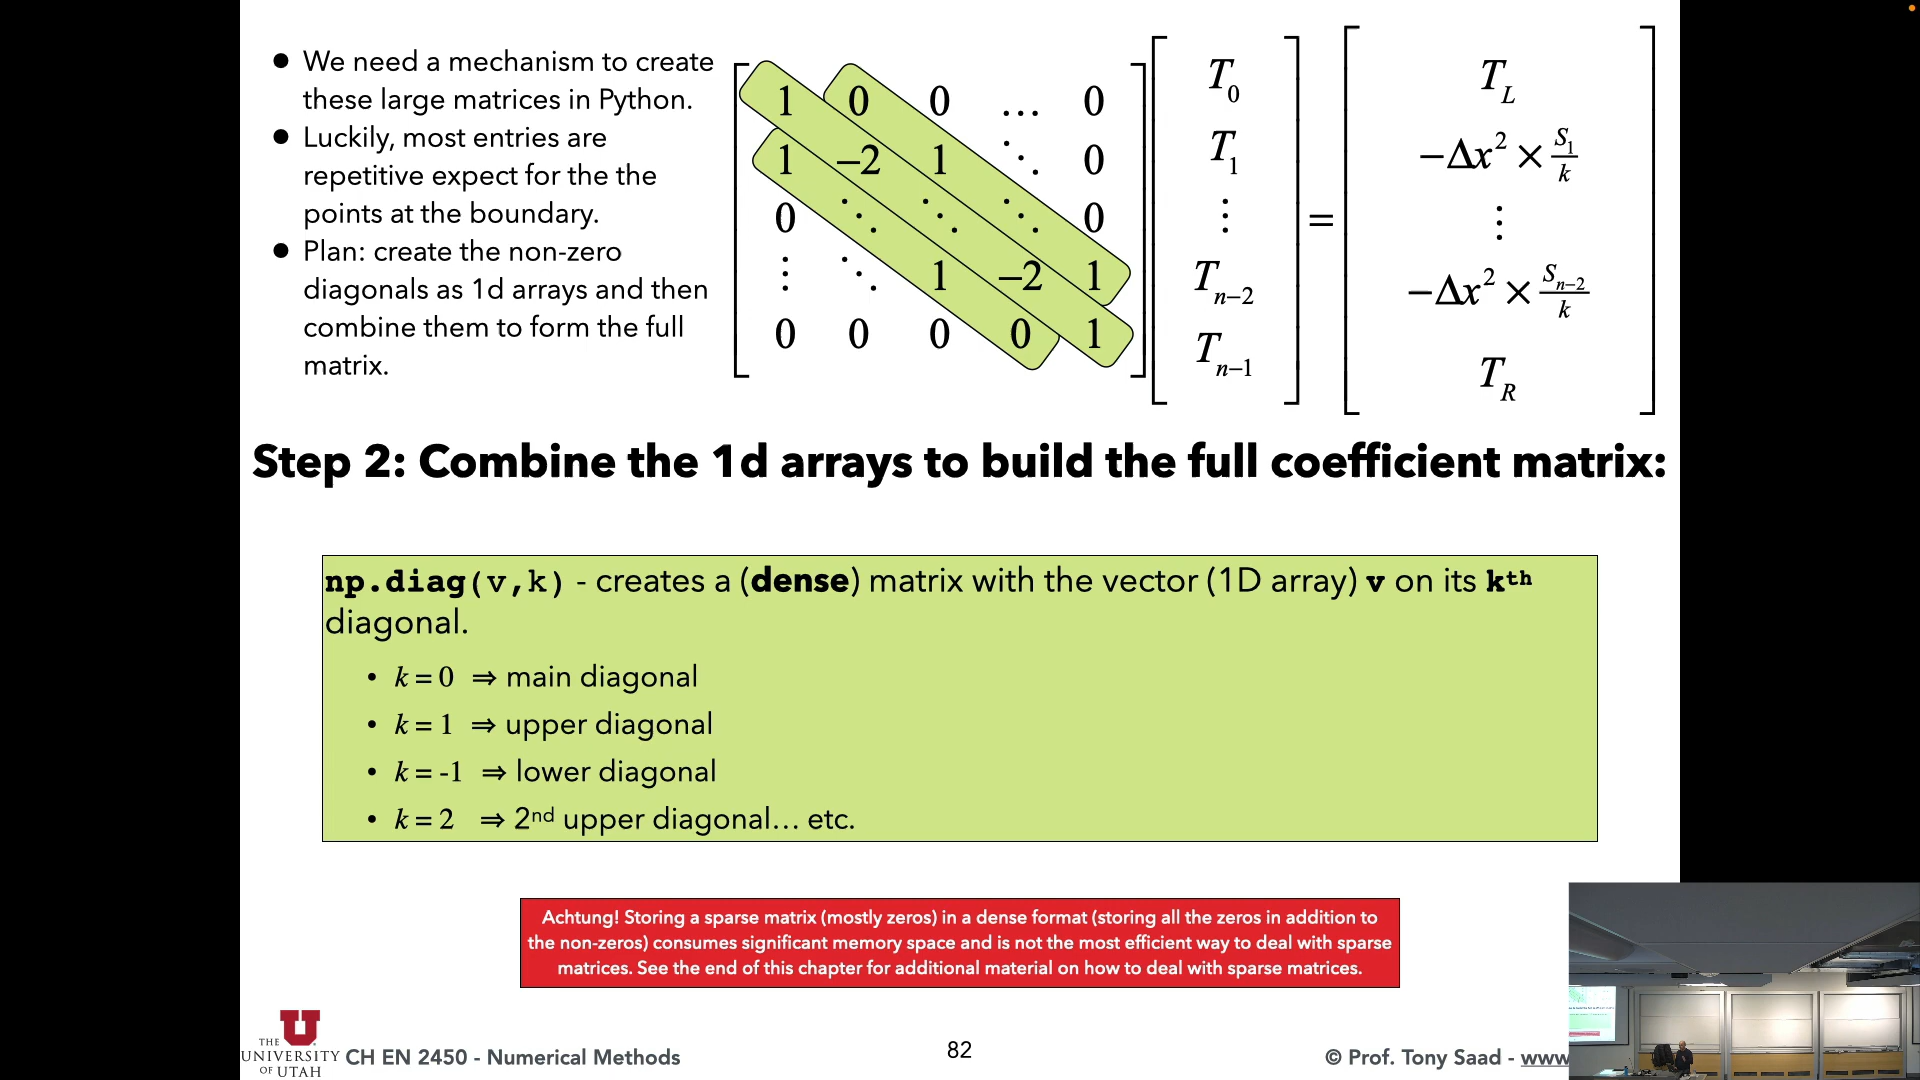 ● We need a mechanism to create
these large matrices in Python.
● Luckily, most entries are
repetitive expect for the the
points at the boundary.
● Plan: create the non-zero
diagonals as 1d arrays and then
combine them to form the full
matrix.
1 0 0 … 0
1 −2 1 ⋱ 0
0 ⋱ ⋱ ⋱ 0
⋮ ⋱ 1 −2 1
0 0 0 0 1
T0
T1
⋮
Tn−2
Tn−1
=
TL
−Δx² × S1/k
⋮
−Δx² × Sn−2/k
TR
Step 2: Combine the 1d arrays to build the full coefficient matrix:
np.diag(v,k) - creates a (dense) matrix with the vector (1D array) v on its kth
diagonal.
• k = 0 ⇒ main diagonal
• k = 1 ⇒ upper diagonal
• k = -1 ⇒ lower diagonal
• k = 2 ⇒ 2nd upper diagonal… etc.
Achtung! Storing a sparse matrix (mostly zeros) in a dense format (storing all the zeros in addition to
the non-zeros) consumes significant memory space and is not the most efficient way to deal with sparse
matrices. See the end of this chapter for additional material on how to deal with sparse matrices.
THE
UNIVERSITY
OF UTAH
CH EN 2450 - Numerical Methods
82
© Prof. Tony Saad - www